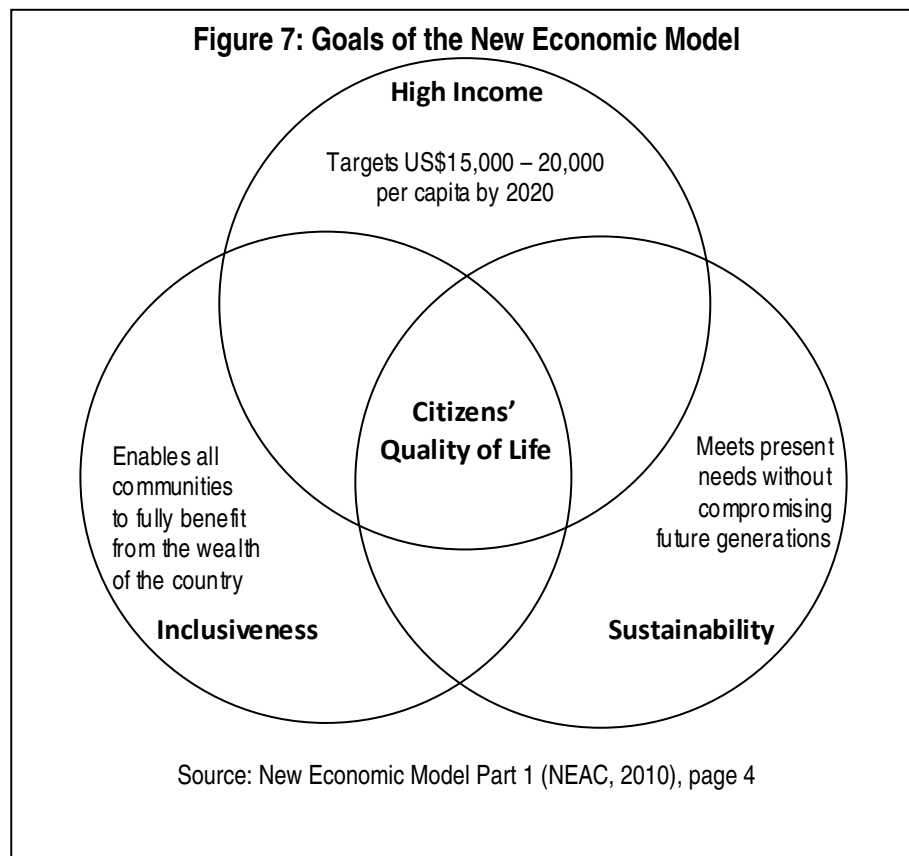 Figure 7: Goals of the New Economic Model
High Income
Targets US$15,000 – 20,000
per capita by 2020
Citizens’
Quality of Life
Enables all
communities
to fully benefit
from the wealth
of the country
Inclusiveness
Meets present
needs without
compromising
future generations
Sustainability
Source: New Economic Model Part 1 (NEAC, 2010), page 4